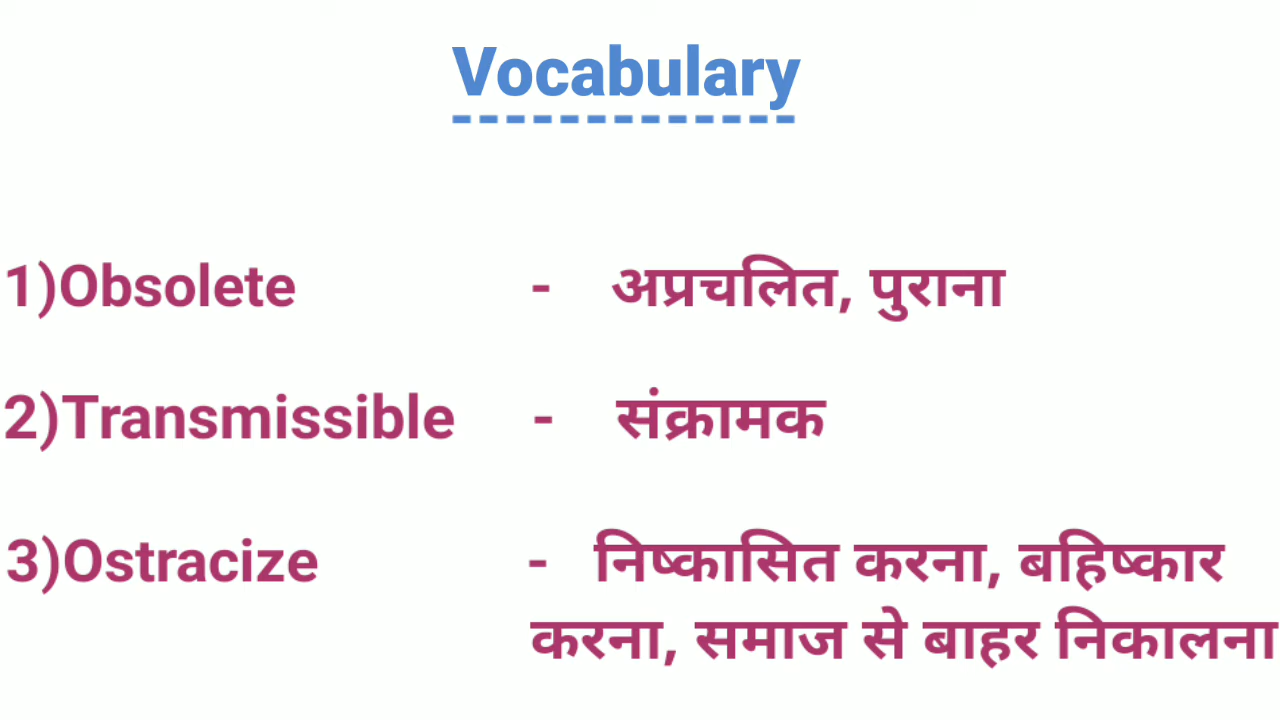 Vocabulary
1)Obsolete - अप्रचलित, पुराना
2)Transmissible - संक्रामक
3)Ostracize - निष्कासित करना, बहिष्कार
करना, समाज से बाहर निकालना